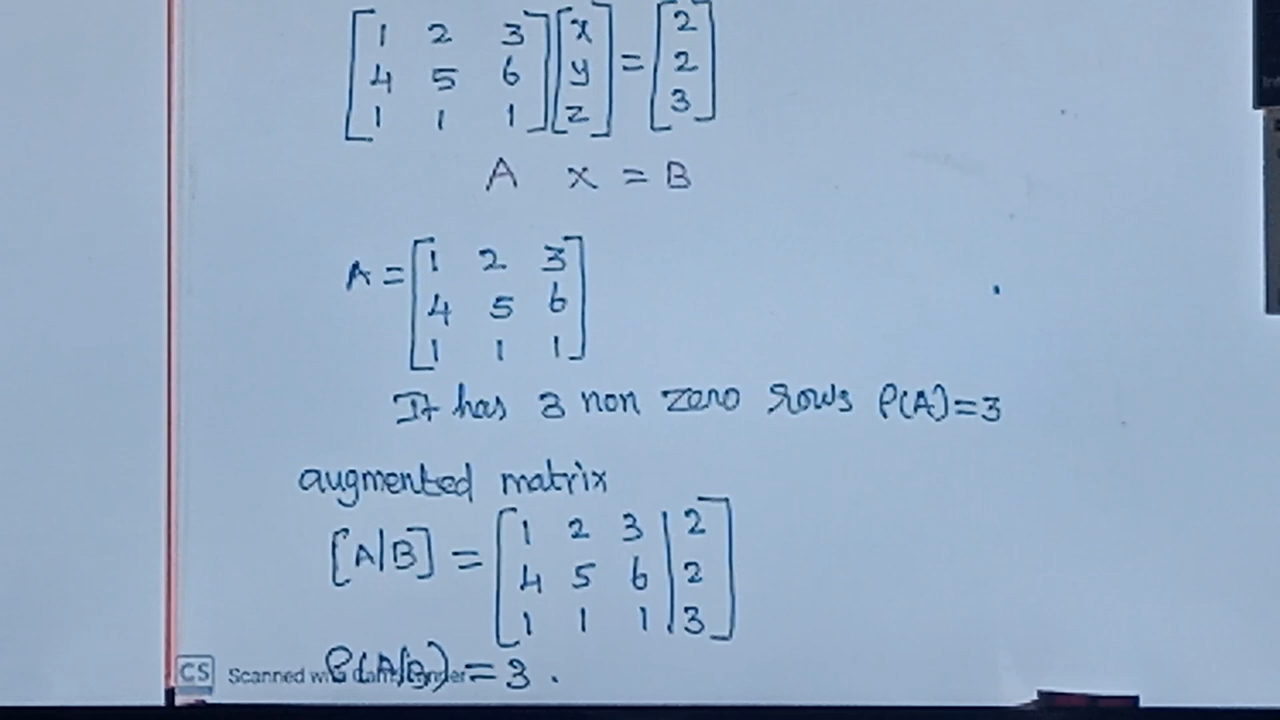 [1 2 3] [x] = [2]
[4 5 6] [y] = [2]
[1 1 1] [z] = [3]
A x = B
A = [1 2 3]
[4 5 6]
[1 1 1]
It has 3 non zero rows ρ(A)=3
augmented matrix
[A|B] = [1 2 3 | 2]
[4 5 6 | 2]
[1 1 1 | 3]
ρ(A|B) = 3.
CS Scanned with CamScanner